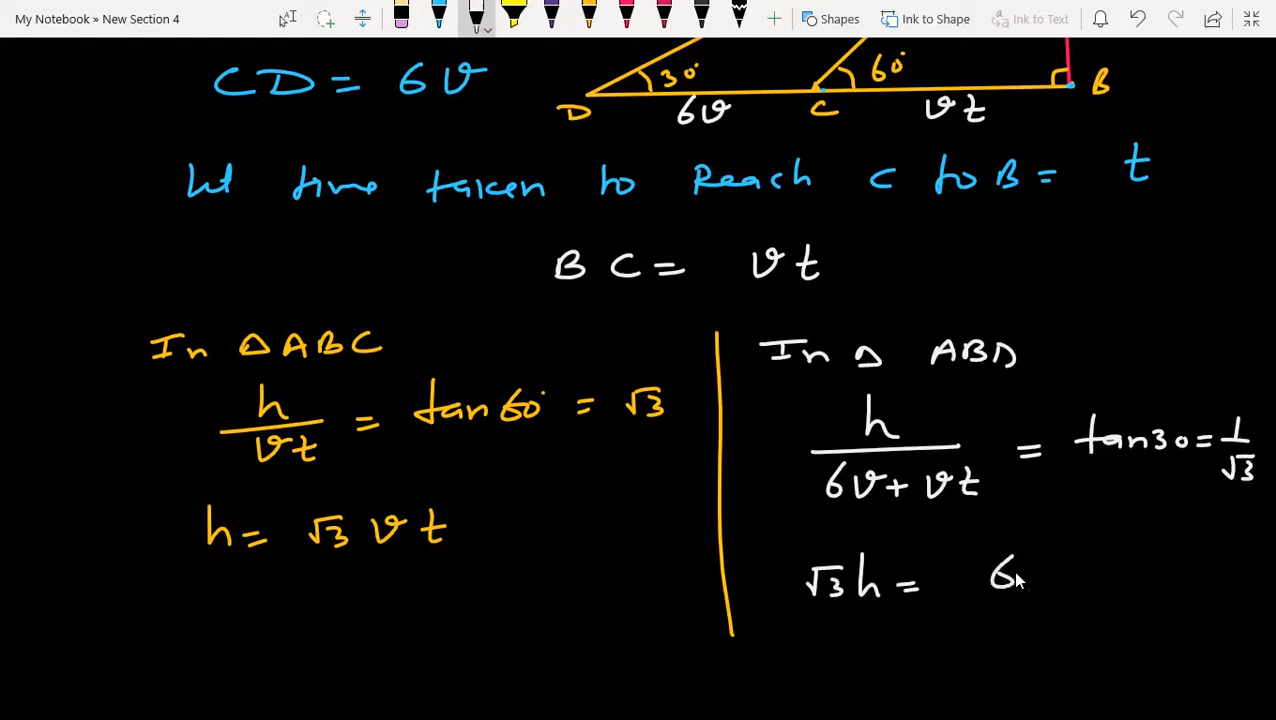 My Notebook » New Section 4
Shapes
Ink to Shape
Ink to Text
CD = 6v
30°
60°
D
6v
C
vt
B
let time taken to Reach C to B = t
BC = vt
In Δ ABC
h/vt = tan60° = √3
h = √3 v t
In Δ ABD
h/(6v+vt) = tan30 = 1/√3
√3 h = 6